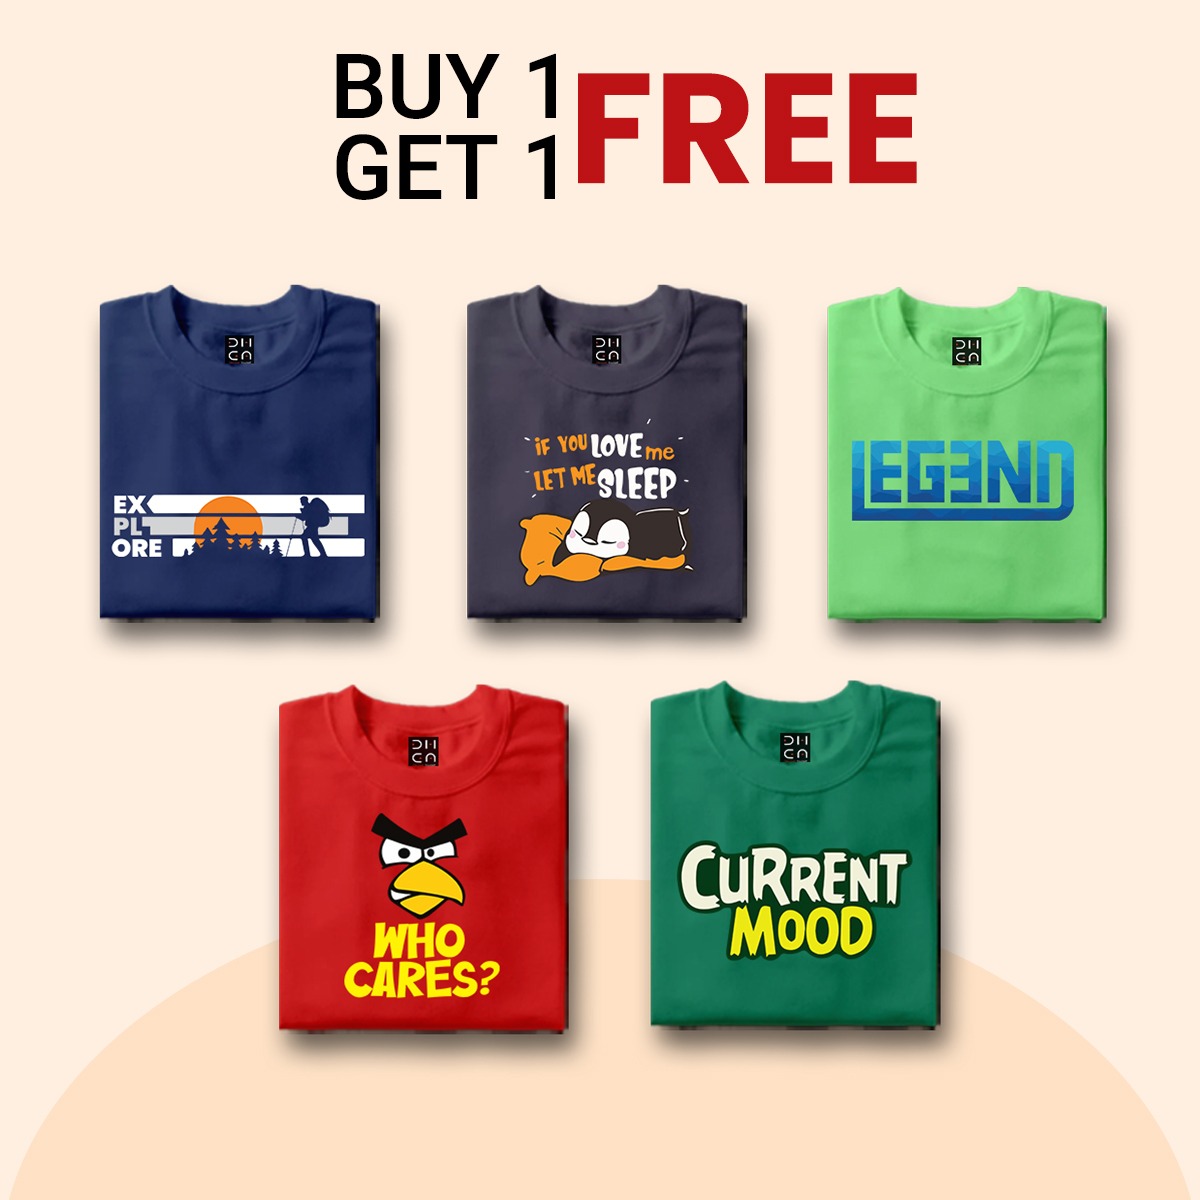 BUY 1
GET 1
FREE
EX
PL
ORE
iF YOU LOVE me
LET ME SLEEP
LEGEND
WHO
CARES?
CURRENT
MOOD